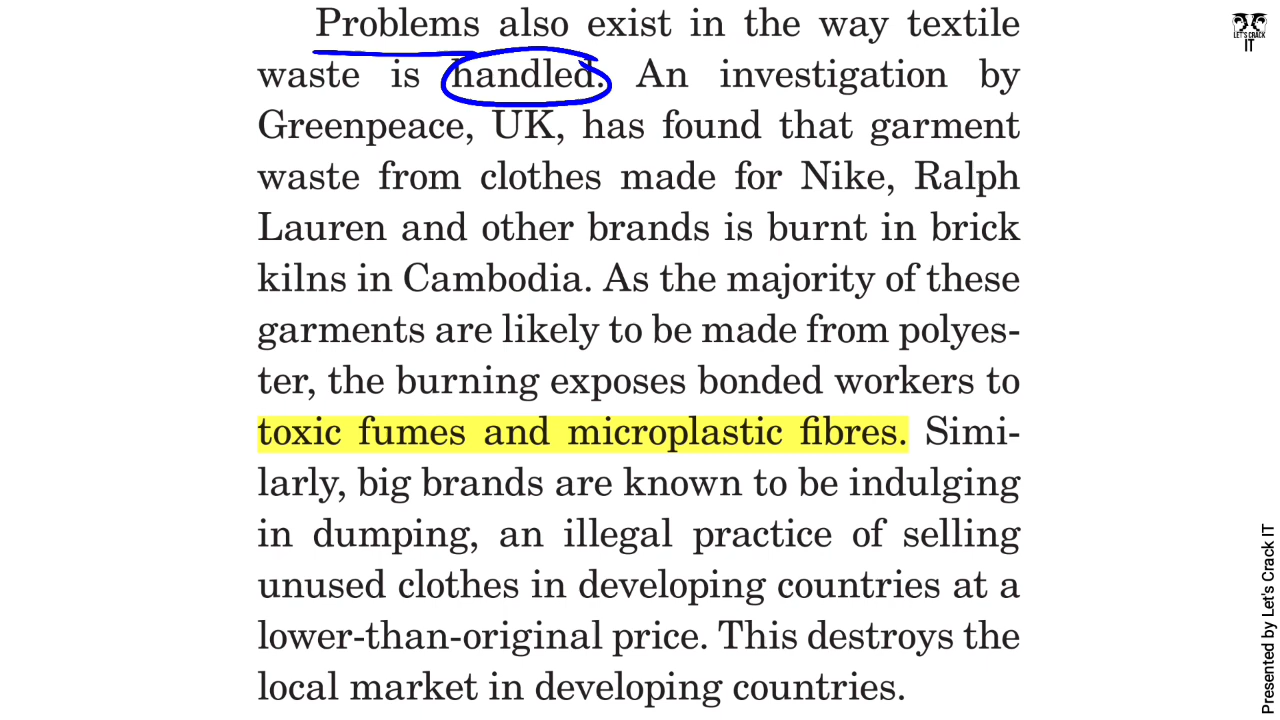 Problems also exist in the way textile
waste is handled. An investigation by
Greenpeace, UK, has found that garment
waste from clothes made for Nike, Ralph
Lauren and other brands is burnt in brick
kilns in Cambodia. As the majority of these
garments are likely to be made from polyes-
ter, the burning exposes bonded workers to
toxic fumes and microplastic fibres. Simi-
larly, big brands are known to be indulging
in dumping, an illegal practice of selling
unused clothes in developing countries at a
lower-than-original price. This destroys the
local market in developing countries.
LET'S CRACK
IT
Presented by Let's Crack IT